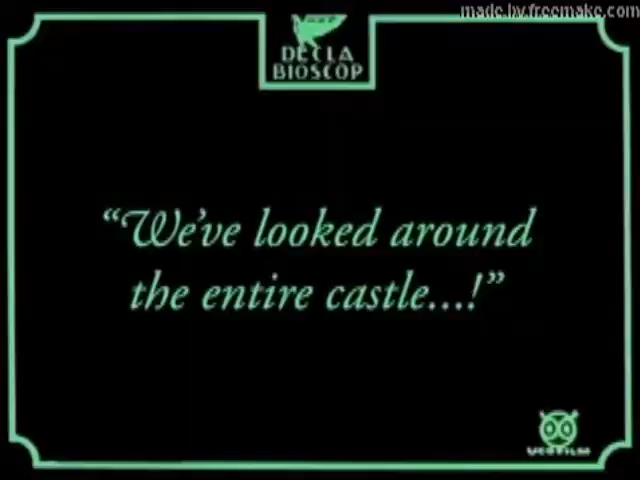 made.by.freemake.com
DECLA
BIOSCOP
“We’ve looked around
the entire castle...!”